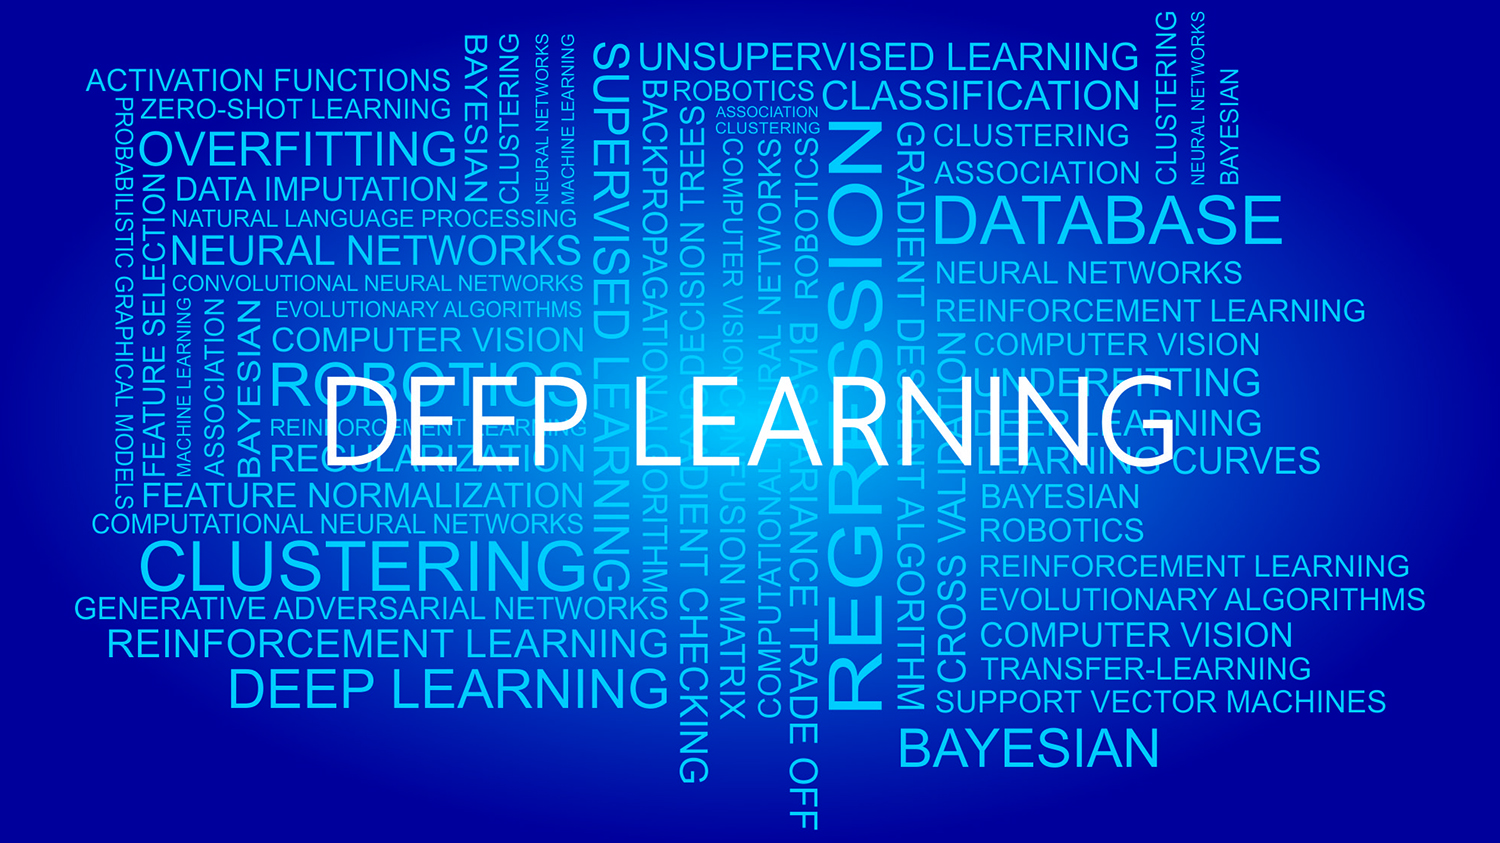 ACTIVATION FUNCTIONS
ZERO-SHOT LEARNING
OVERFITTING
DATA IMPUTATION
NATURAL LANGUAGE PROCESSING
NEURAL NETWORKS
CONVOLUTIONAL NEURAL NETWORKS
EVOLUTIONARY ALGORITHMS
COMPUTER VISION
ROBOTICS
REINFORCEMENT LEARNING
REGULARIZATION
FEATURE NORMALIZATION
COMPUTATIONAL NEURAL NETWORKS
CLUSTERING
GENERATIVE ADVERSARIAL NETWORKS
REINFORCEMENT LEARNING
DEEP LEARNING
PROBABILISTIC GRAPHICAL MODELS
FEATURE SELECTION
MACHINE LEARNING
ASSOCIATION
BAYESIAN
BAYESIAN
CLUSTERING
NEURAL NETWORKS
MACHINE LEARNING
SUPERVISED LEARNING
DEEP LEARNING
UNSUPERVISED LEARNING
ROBOTICS
CLASSIFICATION
ASSOCIATION
CLUSTERING
BACKPROPAGATION ALGORITHM
DECISION TREES
GRADIENT CHECKING
COMPUTER VISION
CONFUSION MATRIX
NEURAL NETWORKS
COMPUTATIONAL
ROBOTICS
BIAS VARIANCE TRADE OFF
REGRESSION
GRADIENT DESCENT ALGORITHM
CLUSTERING
ASSOCIATION
CLUSTERING
NEURAL NETWORKS
BAYESIAN
DATABASE
NEURAL NETWORKS
REINFORCEMENT LEARNING
CROSS VALIDATION
COMPUTER VISION
UNDERFITTING
DEEP LEARNING
LEARNING CURVES
BAYESIAN
ROBOTICS
REINFORCEMENT LEARNING
EVOLUTIONARY ALGORITHMS
COMPUTER VISION
TRANSFER-LEARNING
SUPPORT VECTOR MACHINES
BAYESIAN